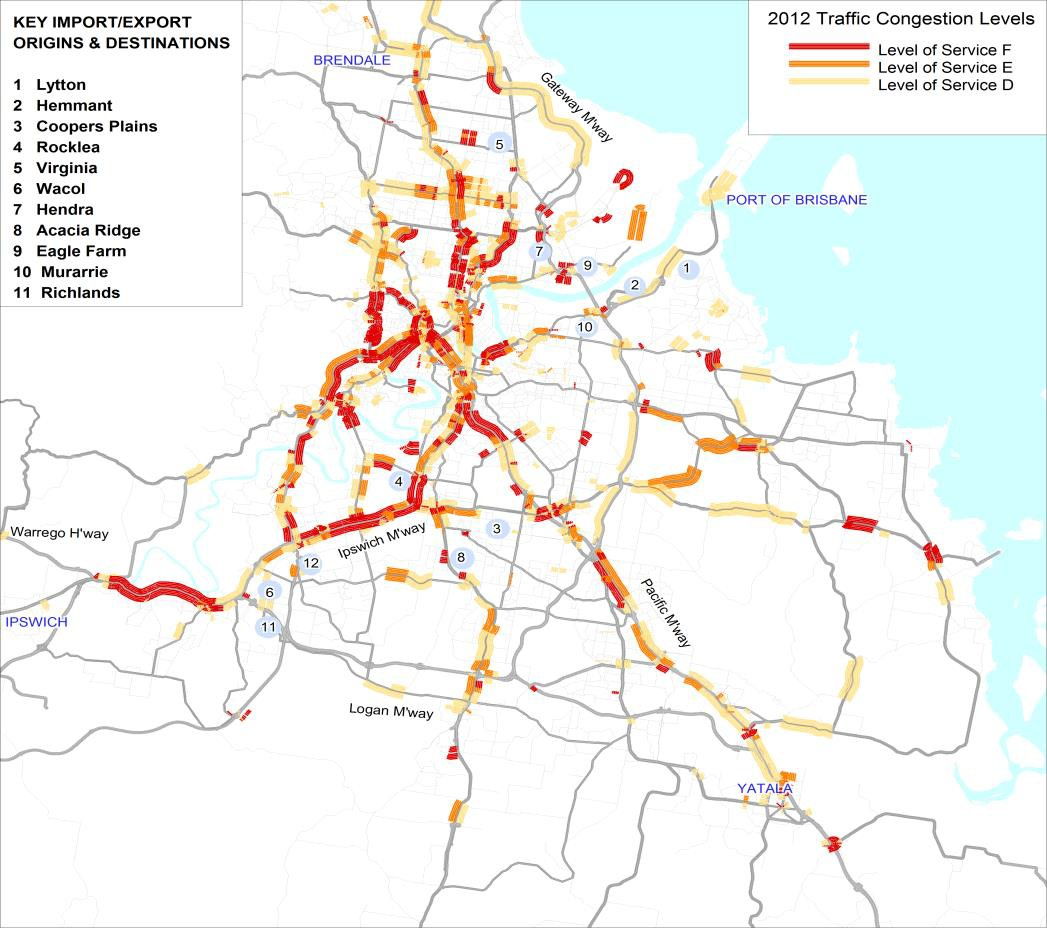 KEY IMPORT/EXPORT
ORIGINS & DESTINATIONS
1 Lytton
2 Hemmant
3 Coopers Plains
4 Rocklea
5 Virginia
6 Wacol
7 Hendra
8 Acacia Ridge
9 Eagle Farm
10 Murarrie
11 Richlands
2012 Traffic Congestion Levels
Level of Service F
Level of Service E
Level of Service D
BRENDALE
Gateway M'way
5
PORT OF BRISBANE
7
9
1
2
10
4
Warrego H'way
Ipswich M'way
3
12
8
6
Pacific M'way
IPSWICH
11
Logan M'way
YATALA